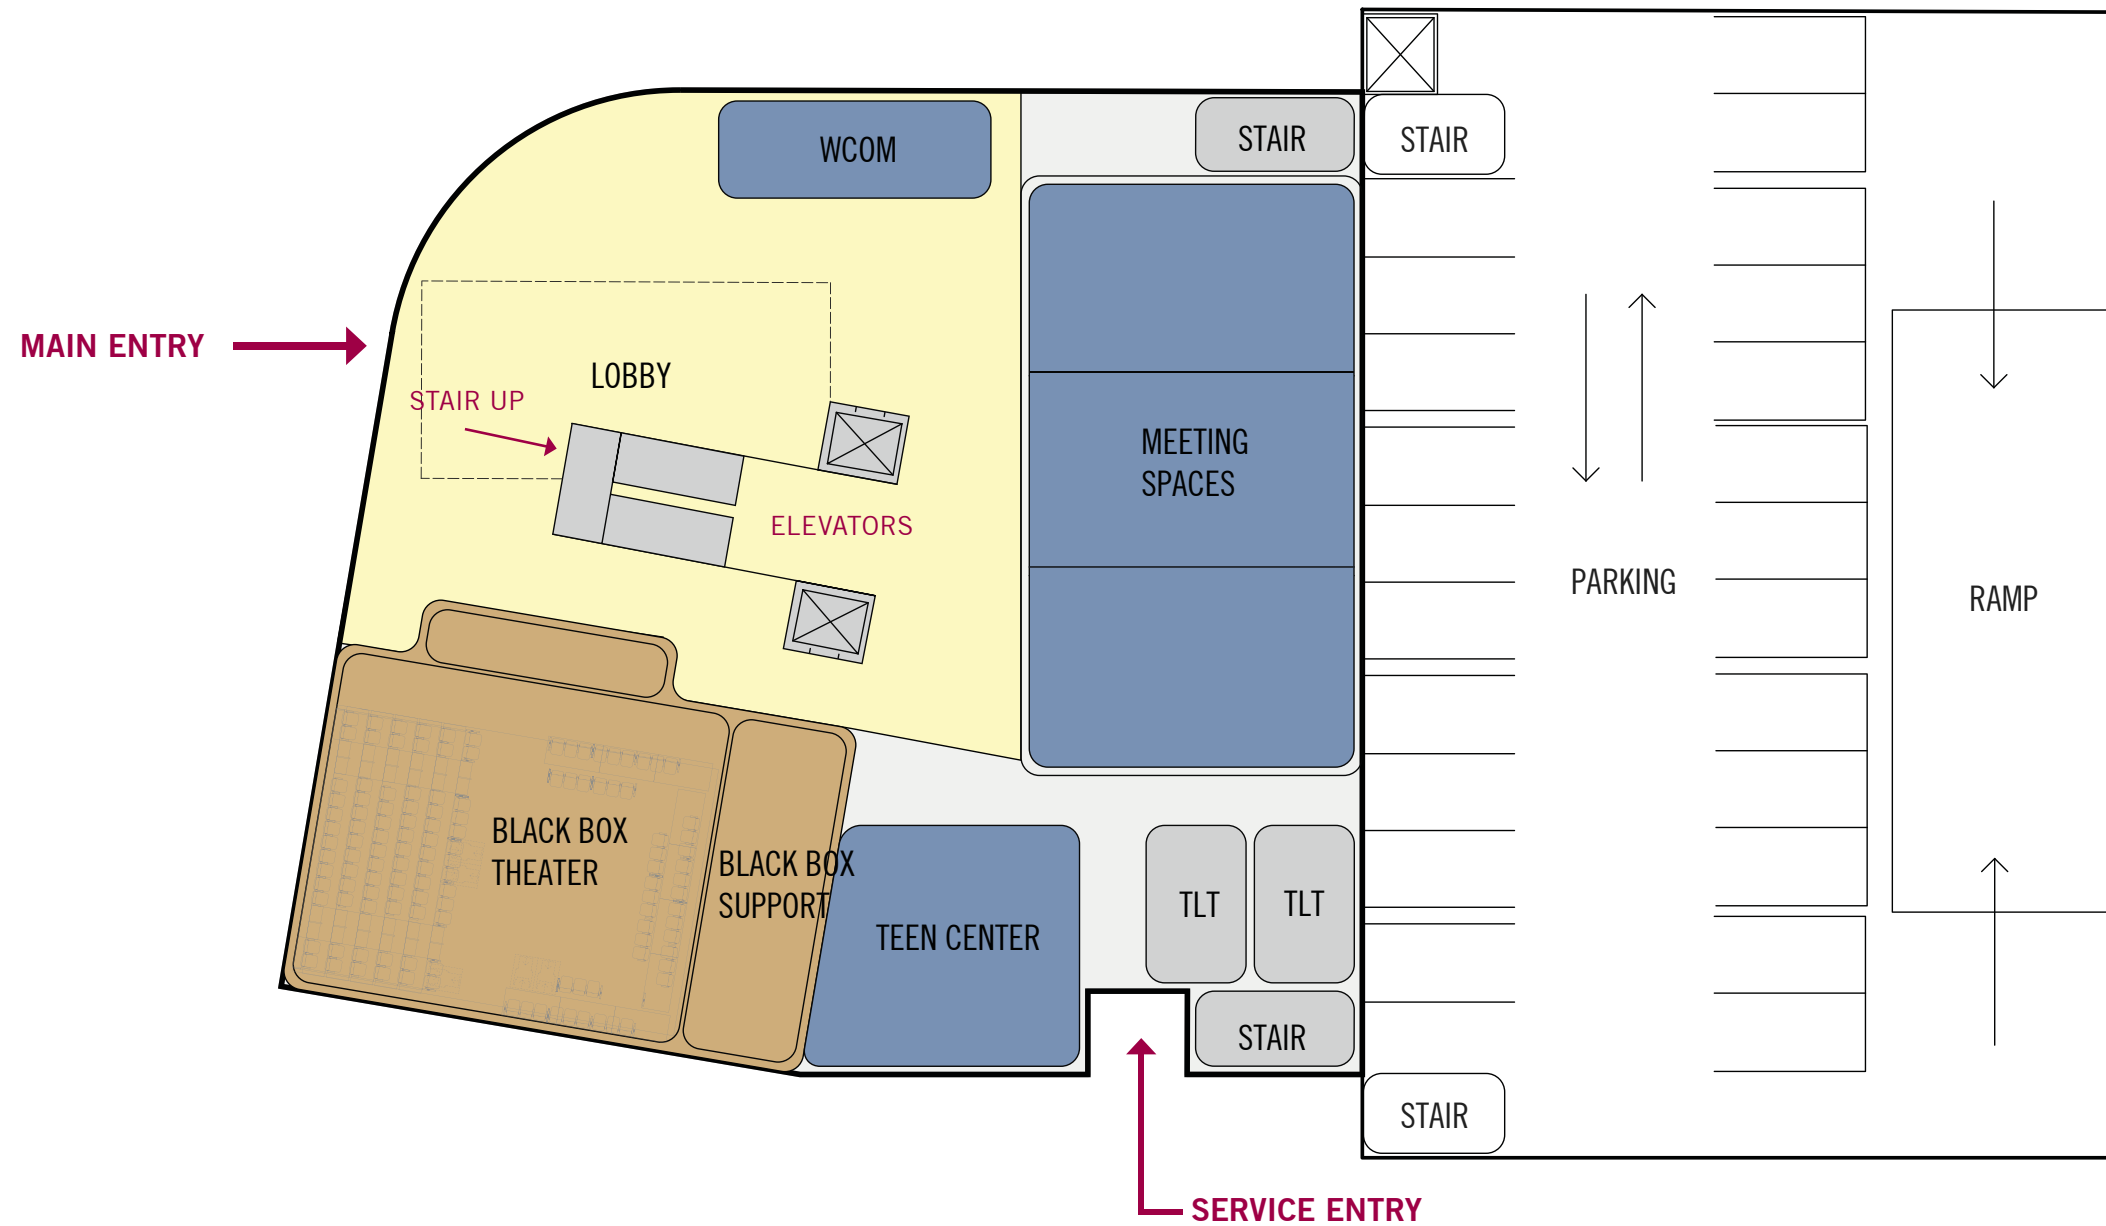 WCOM
STAIR
STAIR
MAIN ENTRY
LOBBY
STAIR UP
MEETING
SPACES
ELEVATORS
PARKING
RAMP
BLACK BOX
THEATER
BLACK BOX
SUPPORT
TEEN CENTER
TLT
TLT
STAIR
STAIR
SERVICE ENTRY